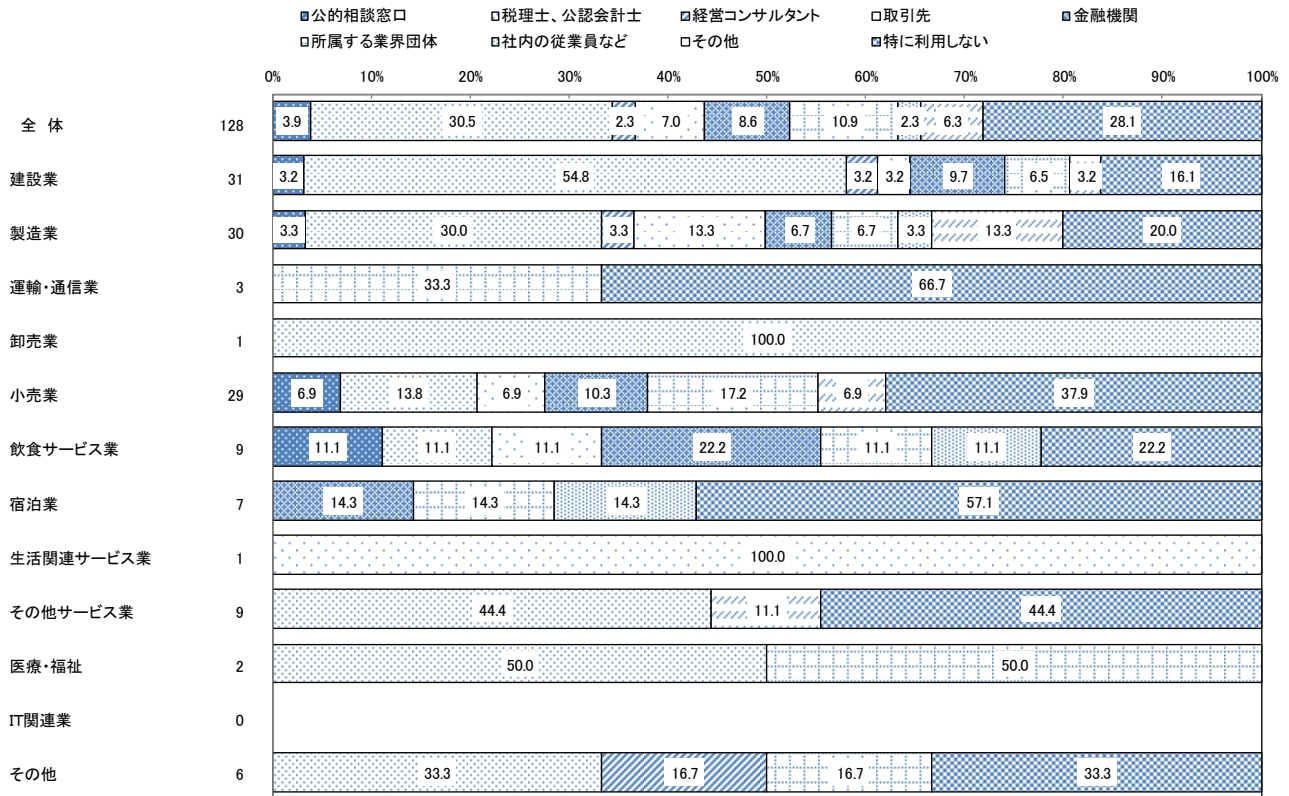 公的相談窓口 税理士、公認会計士 経営コンサルタント 取引先 金融機関
所属する業界団体 社内の従業員など その他 特に利用しない
0% 10% 20% 30% 40% 50% 60% 70% 80% 90% 100%
全 体 128 3.9 30.5 2.3 7.0 8.6 10.9 2.3 6.3 28.1
建設業 31 3.2 54.8 3.2 3.2 9.7 6.5 3.2 16.1
製造業 30 3.3 30.0 3.3 13.3 6.7 6.7 3.3 13.3 20.0
運輸・通信業 3 33.3 66.7
卸売業 1 100.0
小売業 29 6.9 13.8 6.9 10.3 17.2 6.9 37.9
飲食サービス業 9 11.1 11.1 11.1 22.2 11.1 11.1 22.2
宿泊業 7 14.3 14.3 14.3 57.1
生活関連サービス業 1 100.0
その他サービス業 9 44.4 11.1 44.4
医療・福祉 2 50.0 50.0
IT関連業 0
その他 6 33.3 16.7 16.7 33.3